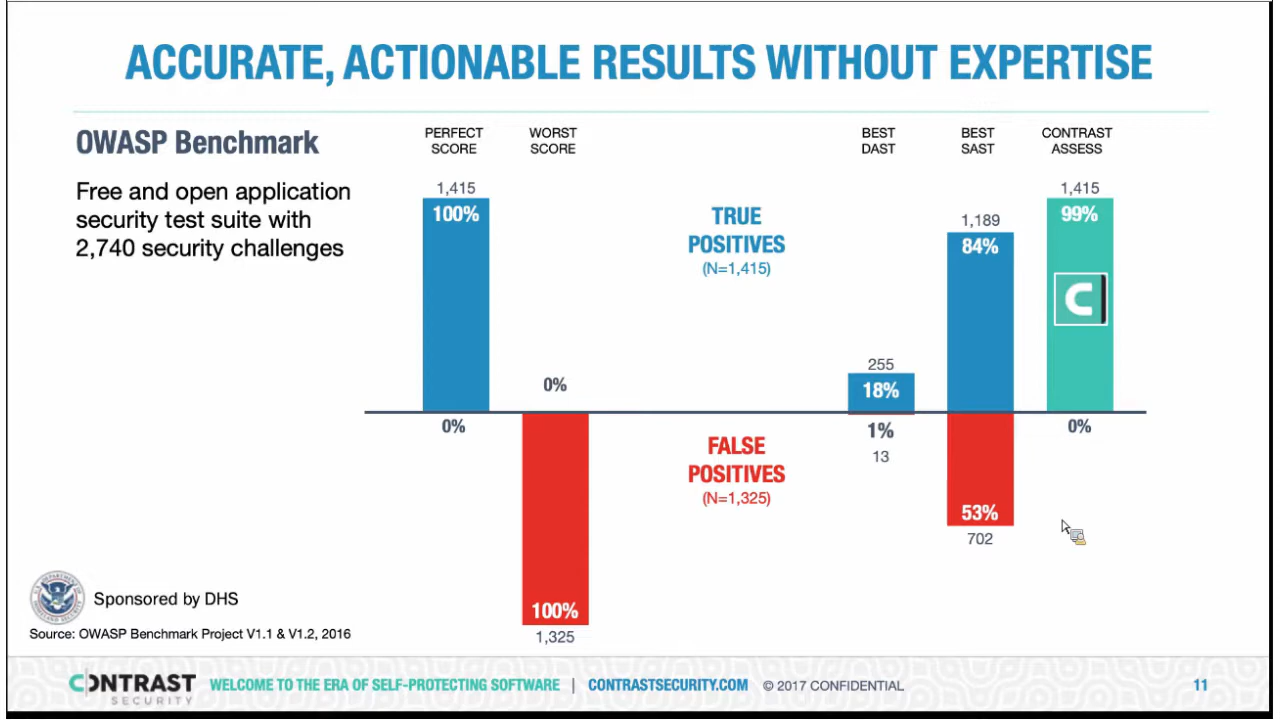 ACCURATE, ACTIONABLE RESULTS WITHOUT EXPERTISE
OWASP Benchmark
Free and open application
security test suite with
2,740 security challenges
PERFECT
SCORE
WORST
SCORE
BEST
DAST
BEST
SAST
CONTRAST
ASSESS
1,415
100%
0%
0%
100%
1,325
TRUE
POSITIVES
(N=1,415)
FALSE
POSITIVES
(N=1,325)
255
18%
1%
13
1,189
84%
53%
702
1,415
99%
C
0%
Sponsored by DHS
Source: OWASP Benchmark Project V1.1 & V1.2, 2016
CONTRAST
SECURITY
WELCOME TO THE ERA OF SELF-PROTECTING SOFTWARE | CONTRASTSECURITY.COM © 2017 CONFIDENTIAL
11